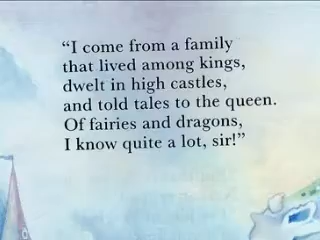 “I come from a family
that lived among kings,
dwelt in high castles,
and told tales to the queen.
Of fairies and dragons,
I know quite a lot, sir!”